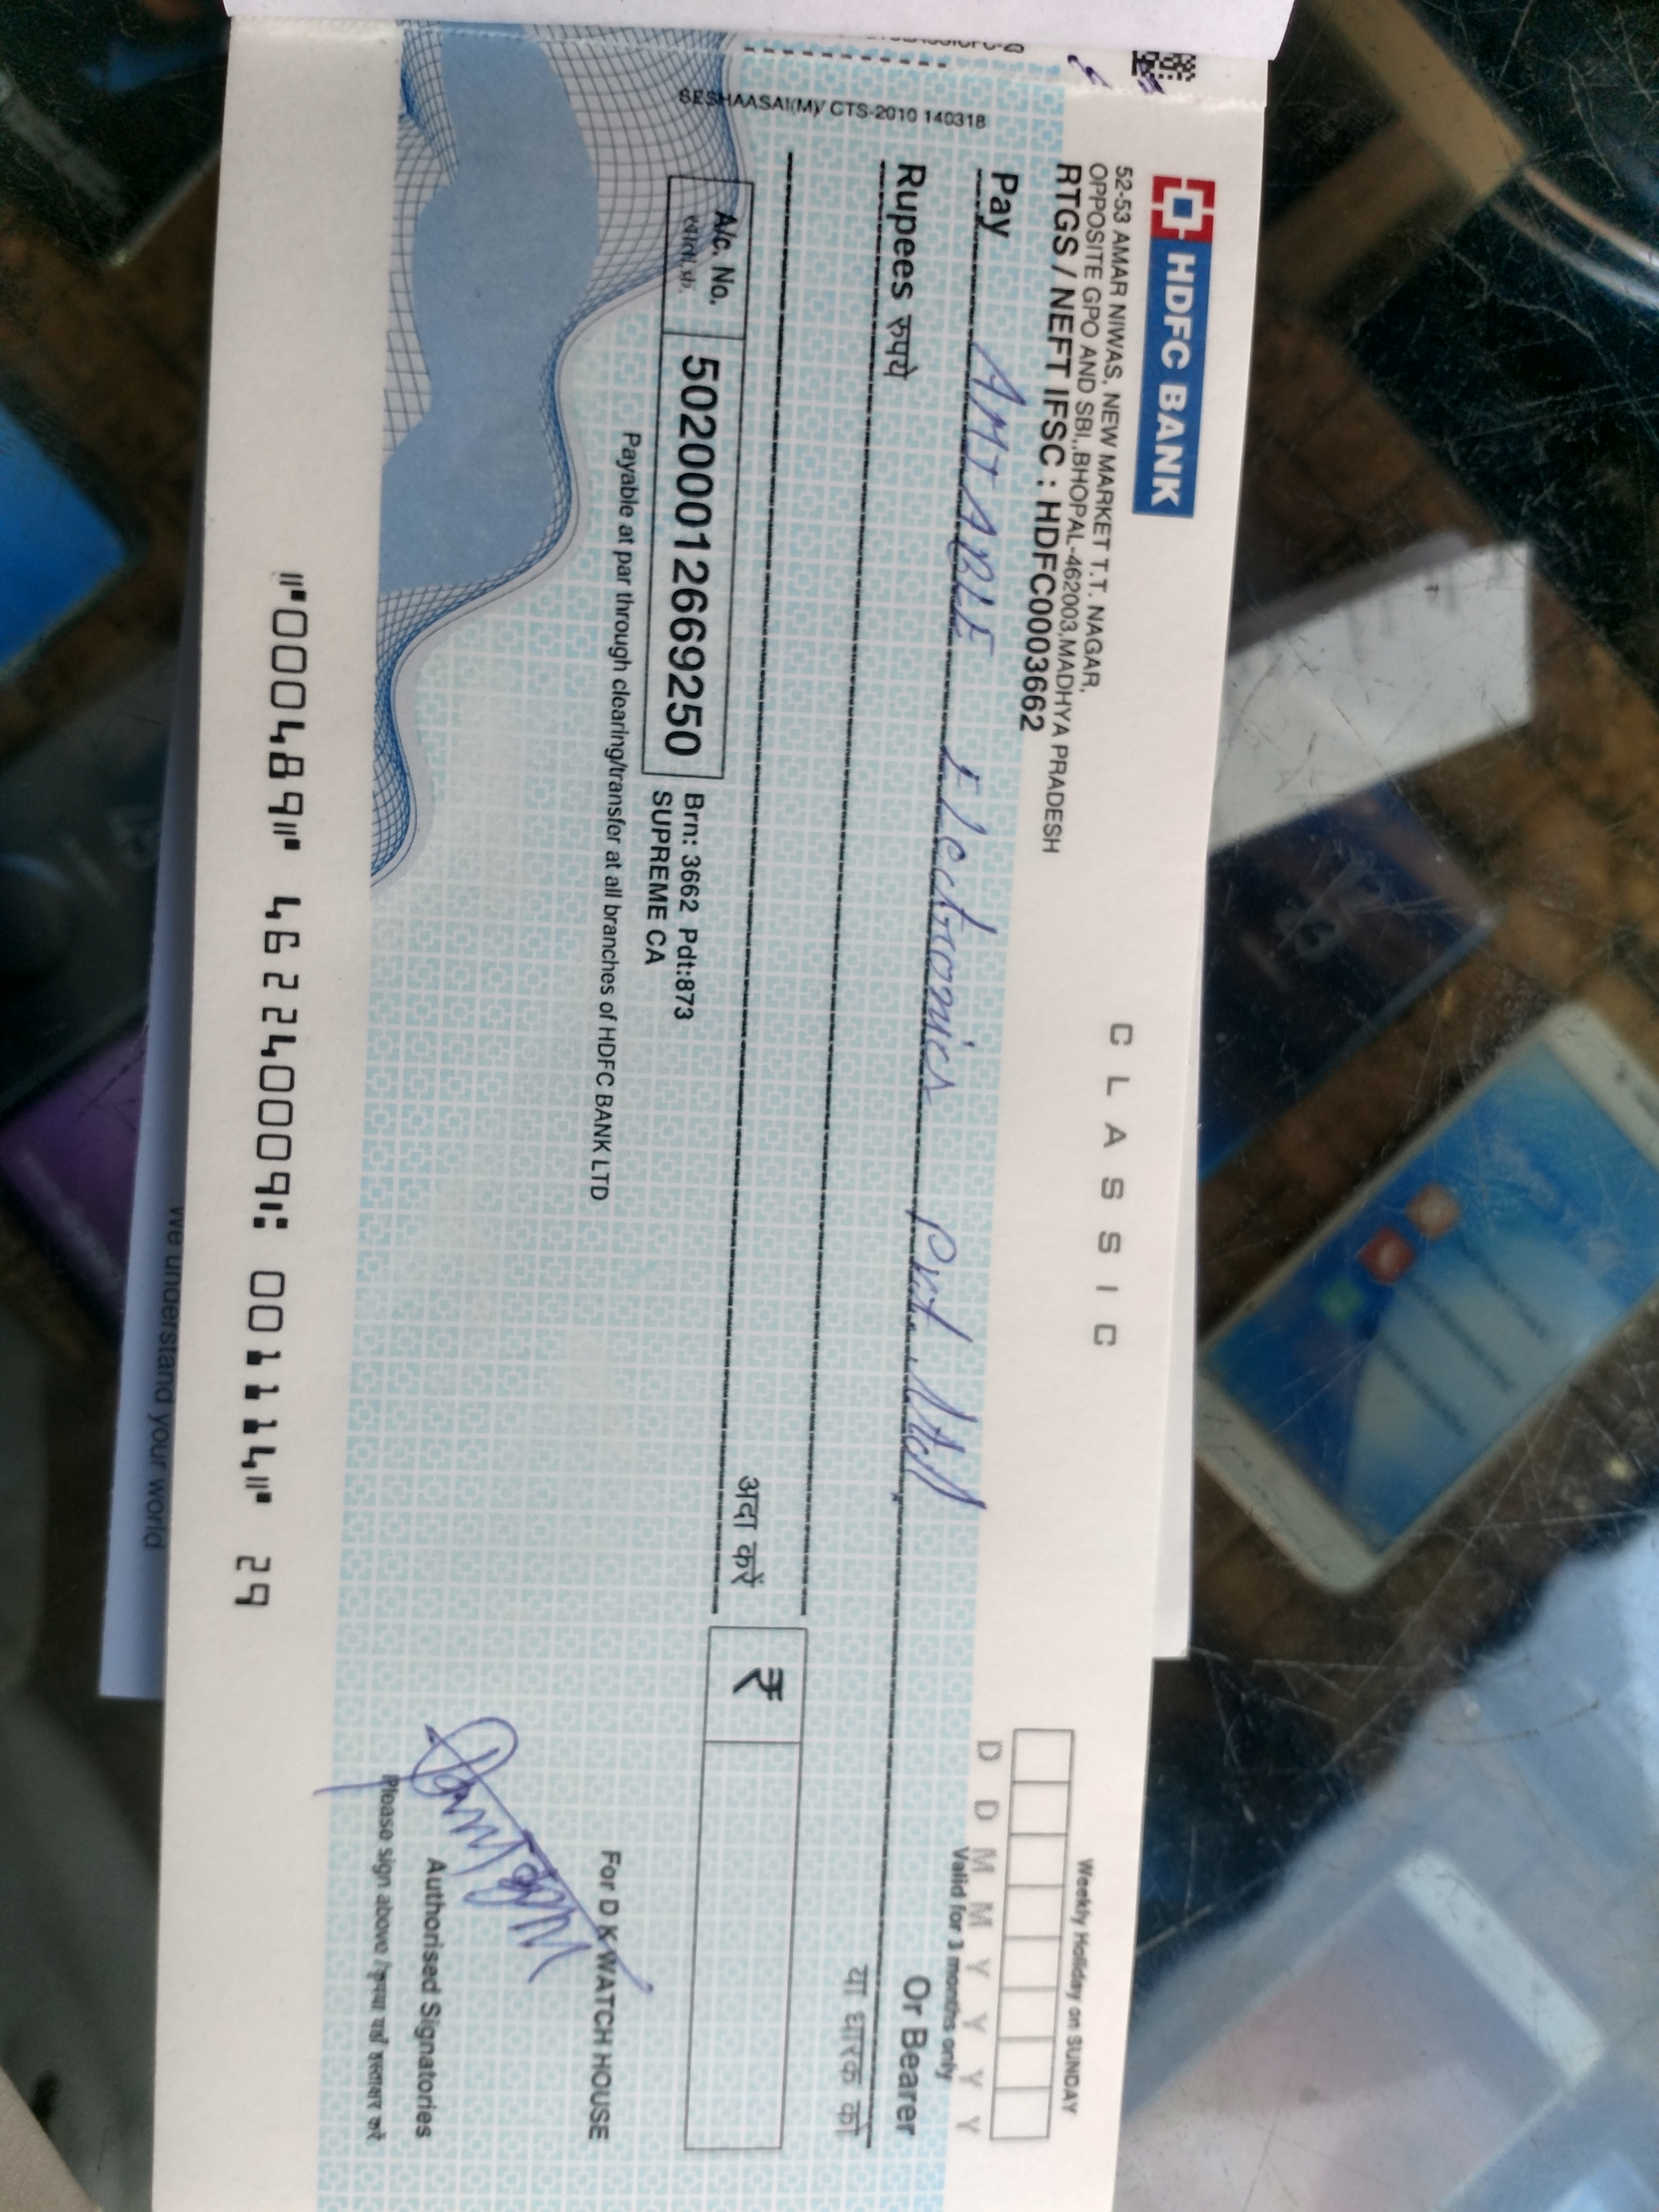 SESHAASAI(M)/ CTS-2010 140318
HDFC BANK
52-53 AMAR NIWAS, NEW MARKET T.T. NAGAR,
OPPOSITE GPO AND SBI,,BHOPAL-462003,MADHYA PRADESH
RTGS / NEFT IFSC : HDFC0003662
C L A S S I C
Weekly Holiday on SUNDAY
D D M M Y Y Y Y
Valid for 3 months only
Pay Electronics Pvt. Ltd
Or Bearer
या धारक को
Rupees रुपये
अदा करें
₹
A/c. No.
खाता.सं.
50200012669250
Brn: 3662 Pdt:873
SUPREME CA
Payable at par through clearing/transfer at all branches of HDFC BANK LTD
For D K WATCH HOUSE
Authorised Signatories
Please sign above / कृपया यहाँ हस्ताक्षर करें
⑈000489⑈ 462240009⑆ 001114⑈ 29
We understand your world